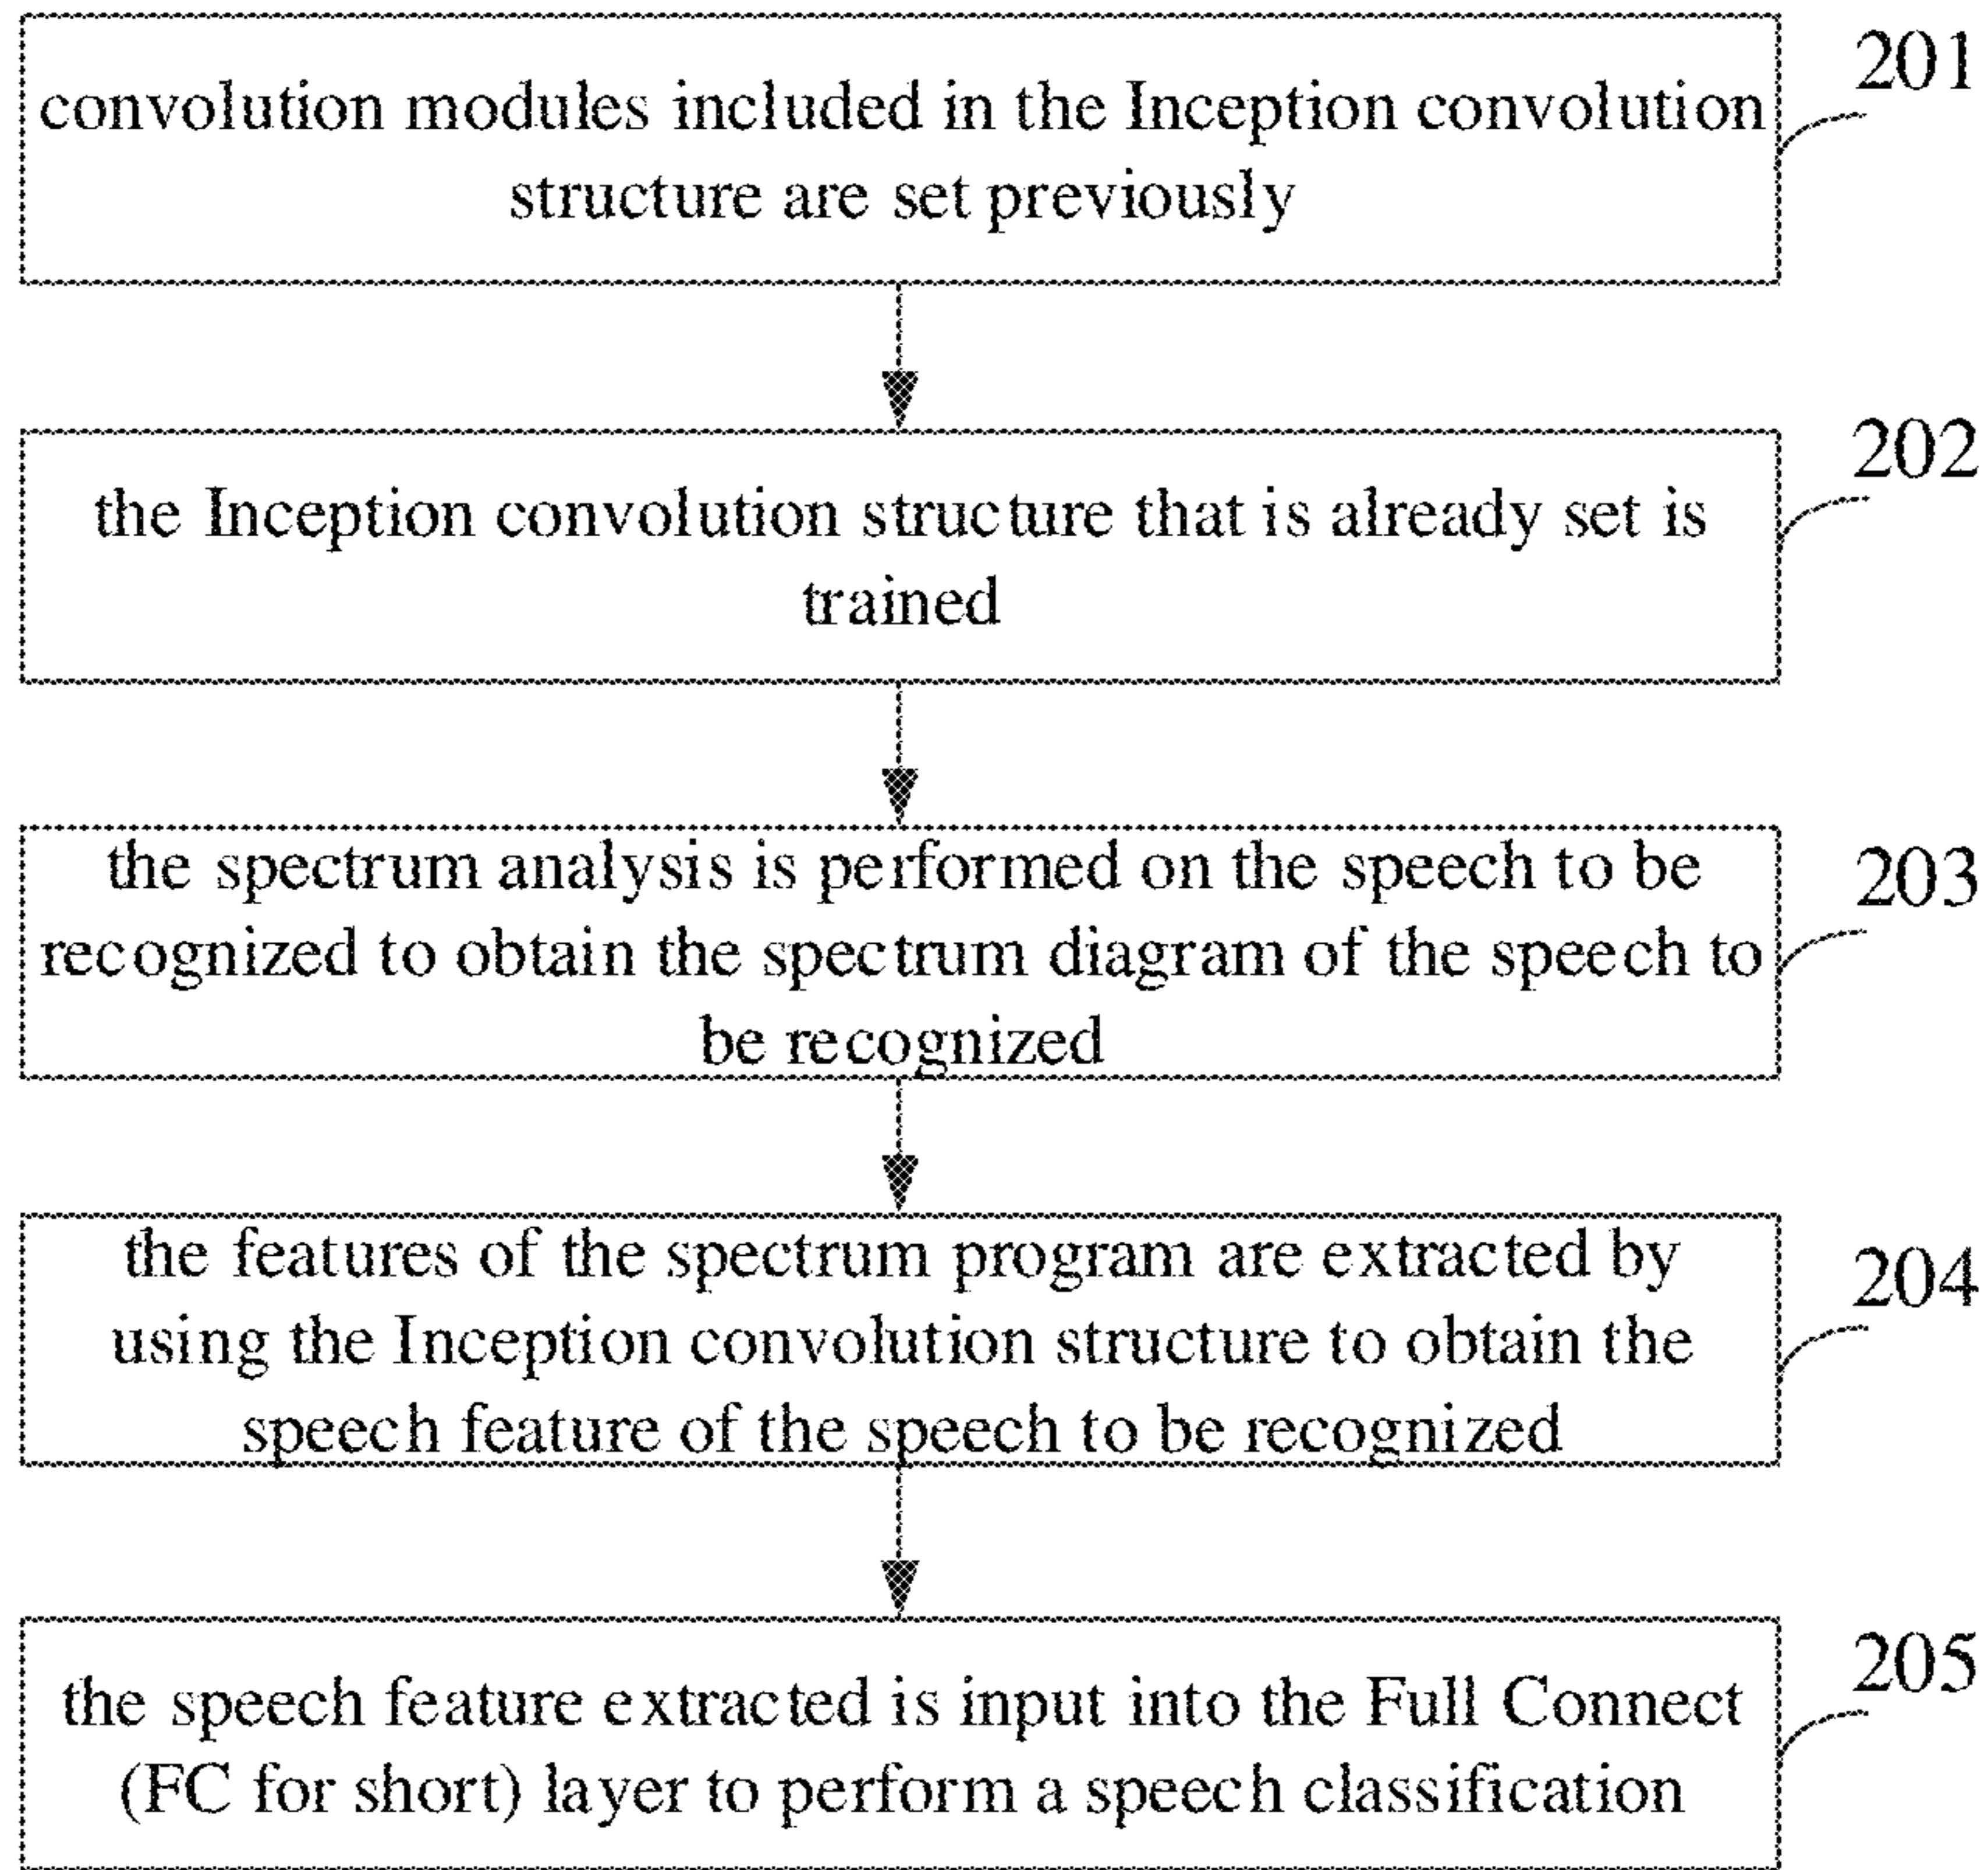 201
convolution modules included in the Inception convolution
structure are set previously
202
the Inception convolution structure that is already set is
trained
203
the spectrum analysis is performed on the speech to be
recognized to obtain the spectrum diagram of the speech to
be recognized
204
the features of the spectrum program are extracted by
using the Inception convolution structure to obtain the
speech feature of the speech to be recognized
205
the speech feature extracted is input into the Full Connect
(FC for short) layer to perform a speech classification